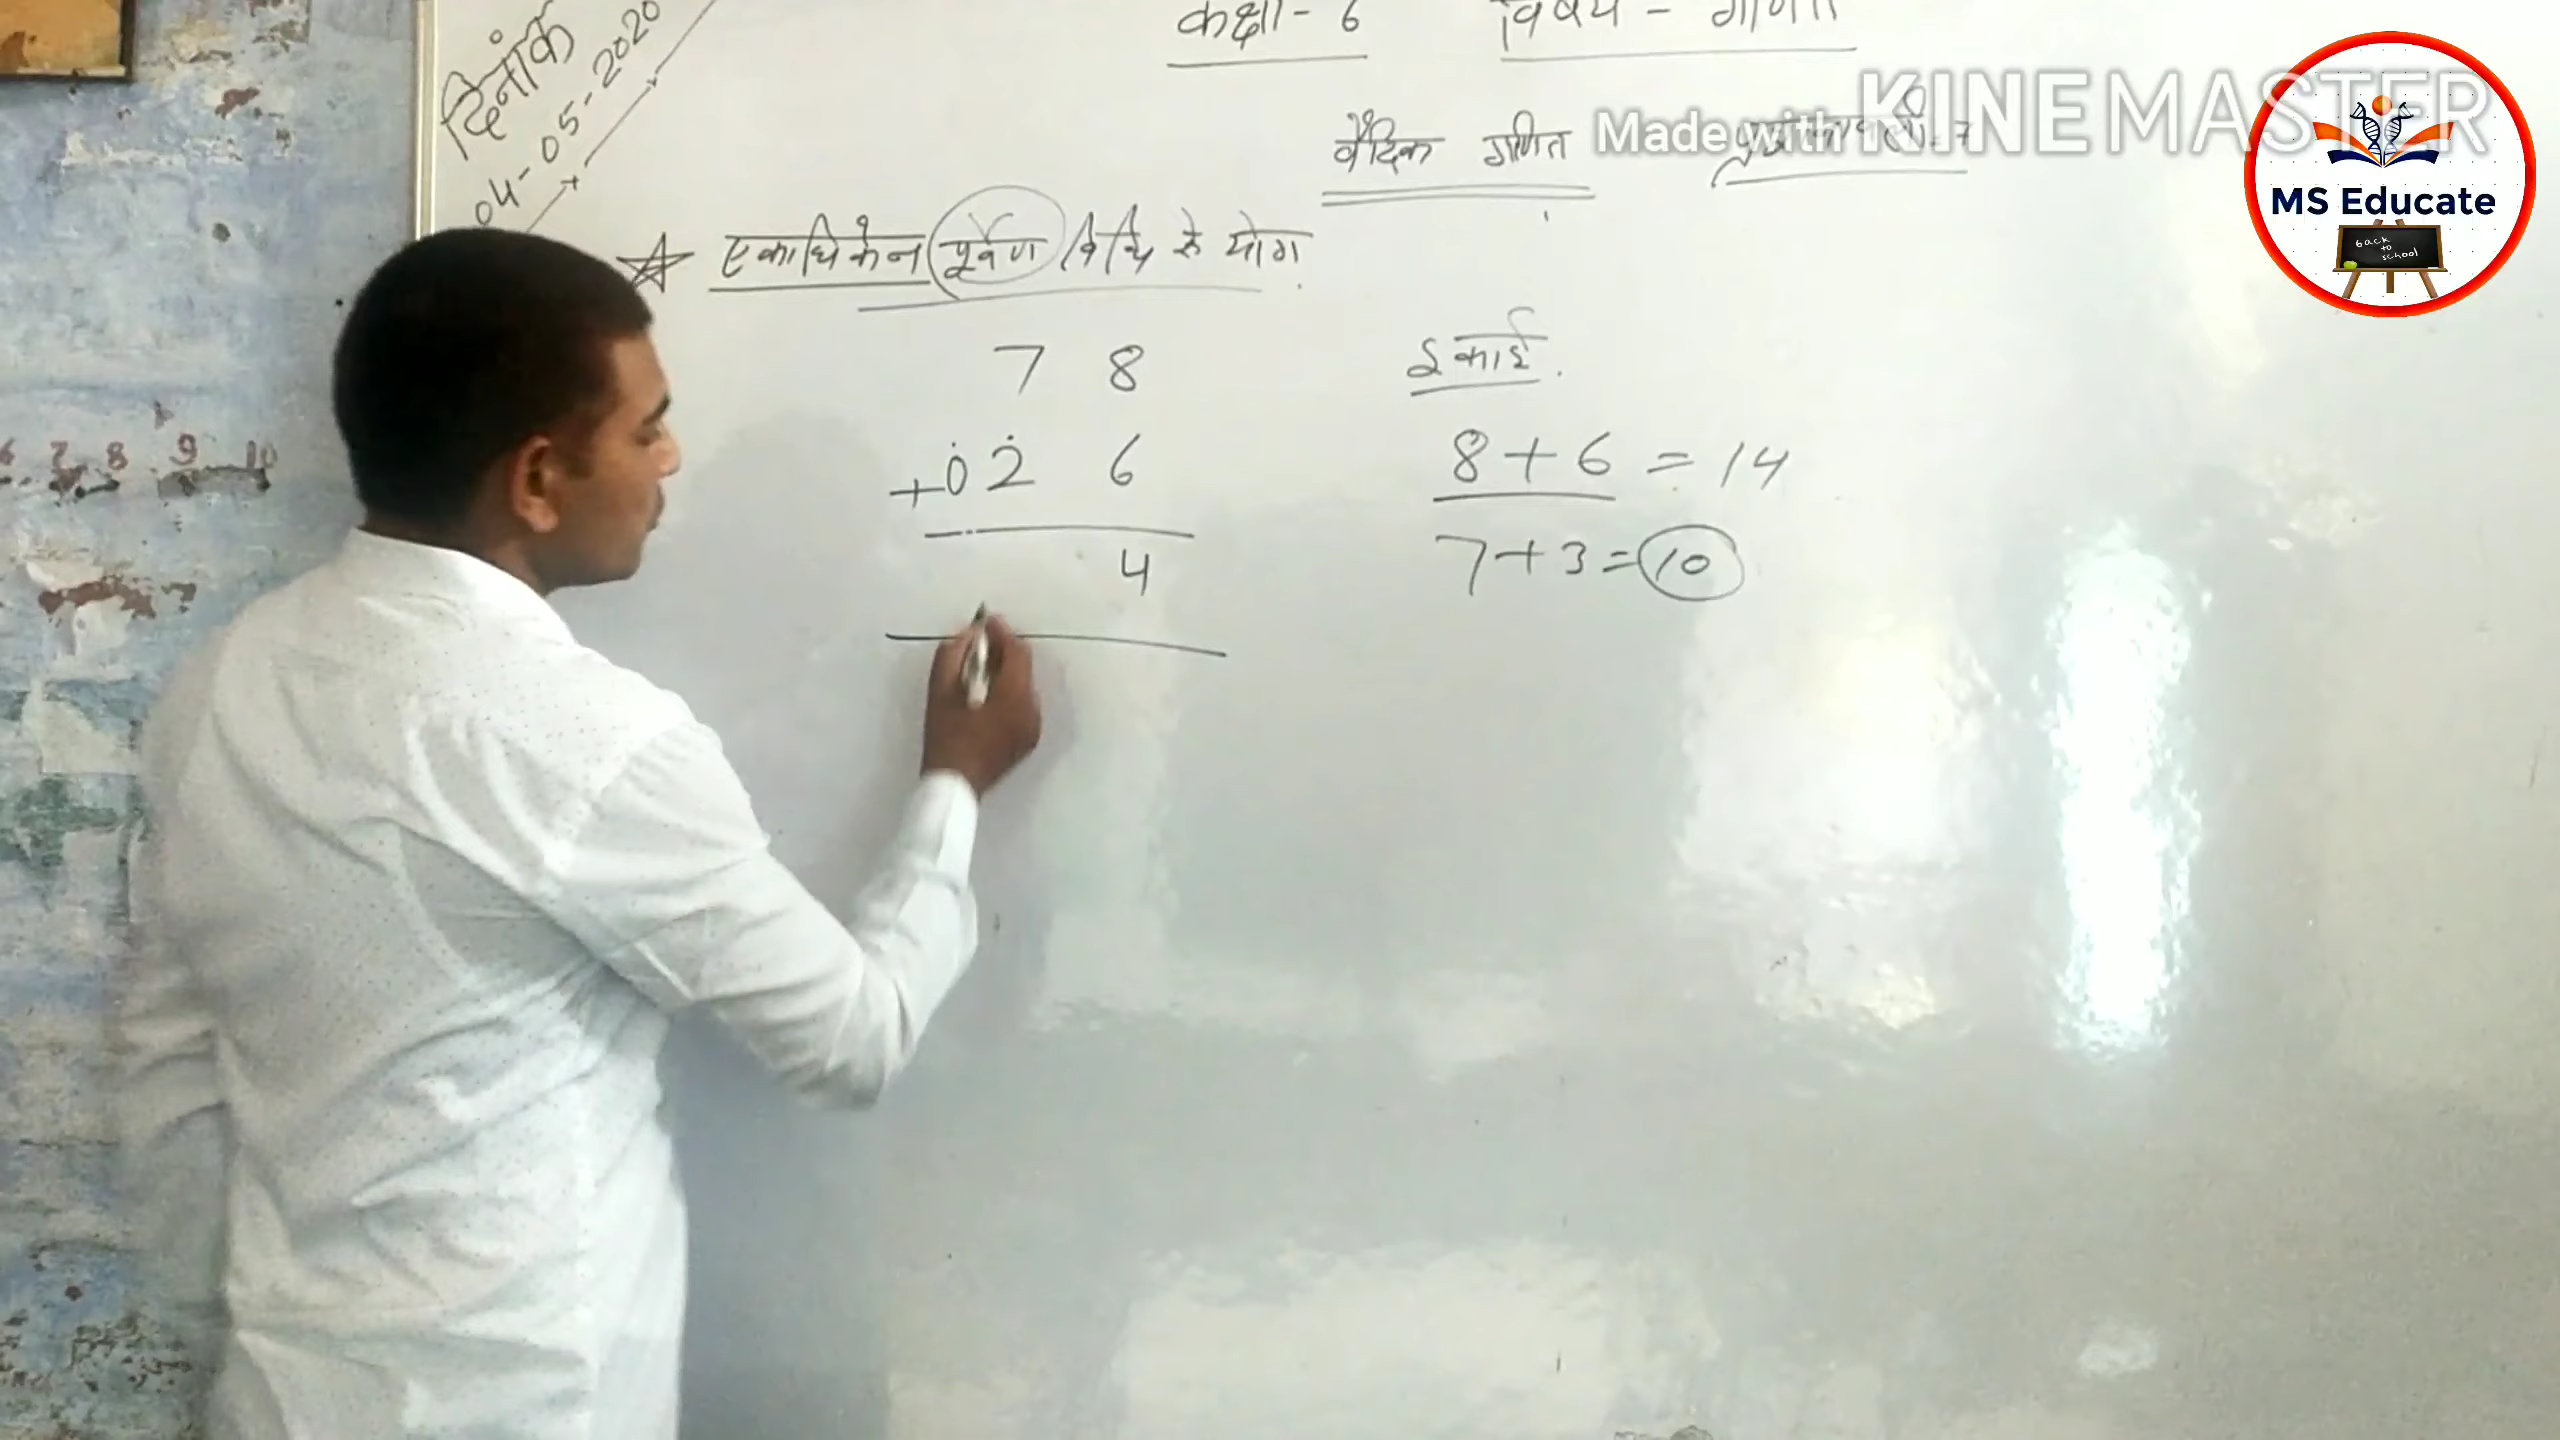 दिनांक
04-05-2020
कक्षा - 6 विषय - गणित
वैदिक गणित
Made with KINEMASTER
MS Educate
back
to
school
एकाधिकेन पूर्वेण विधि से योग
7 8
+ 0̇ 2̇ 6
4
इकाई.
8 + 6 = 14
7 + 3 = 10
6 7 8 9 10